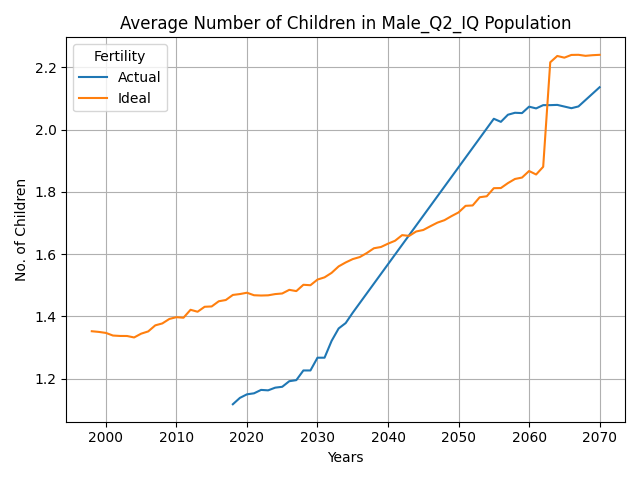 Average Number of Children in Male_Q2_IQ Population
Fertility
Actual
Ideal
No. of Children
2.2
2.0
1.8
1.6
1.4
1.2
2000 2010 2020 2030 2040 2050 2060 2070
Years